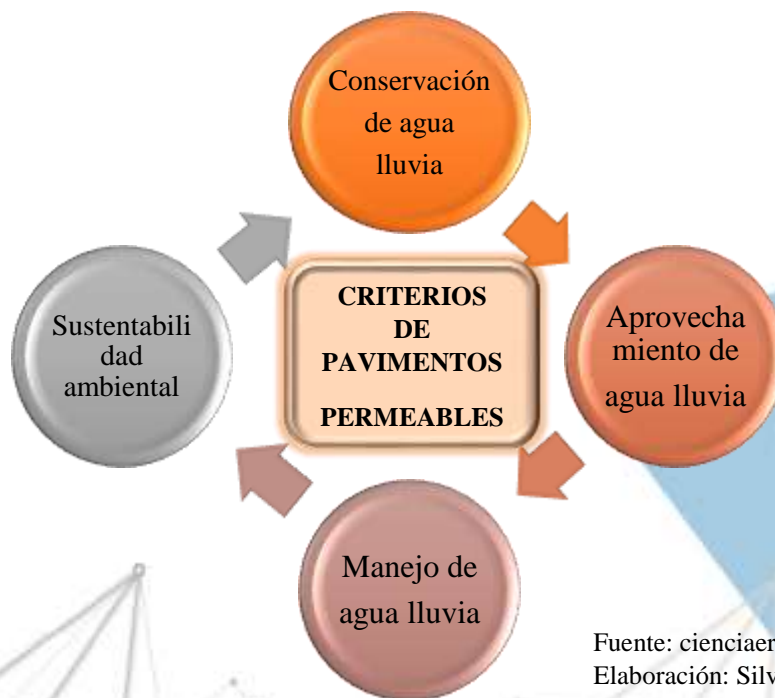 Conservación
de agua
lluvia
CRITERIOS
DE
PAVIMENTOS
PERMEABLES
Sustentabili
dad
ambiental
Aprovecha
miento de
agua lluvia
Manejo de
agua lluvia
Fuente:
Elaboración: